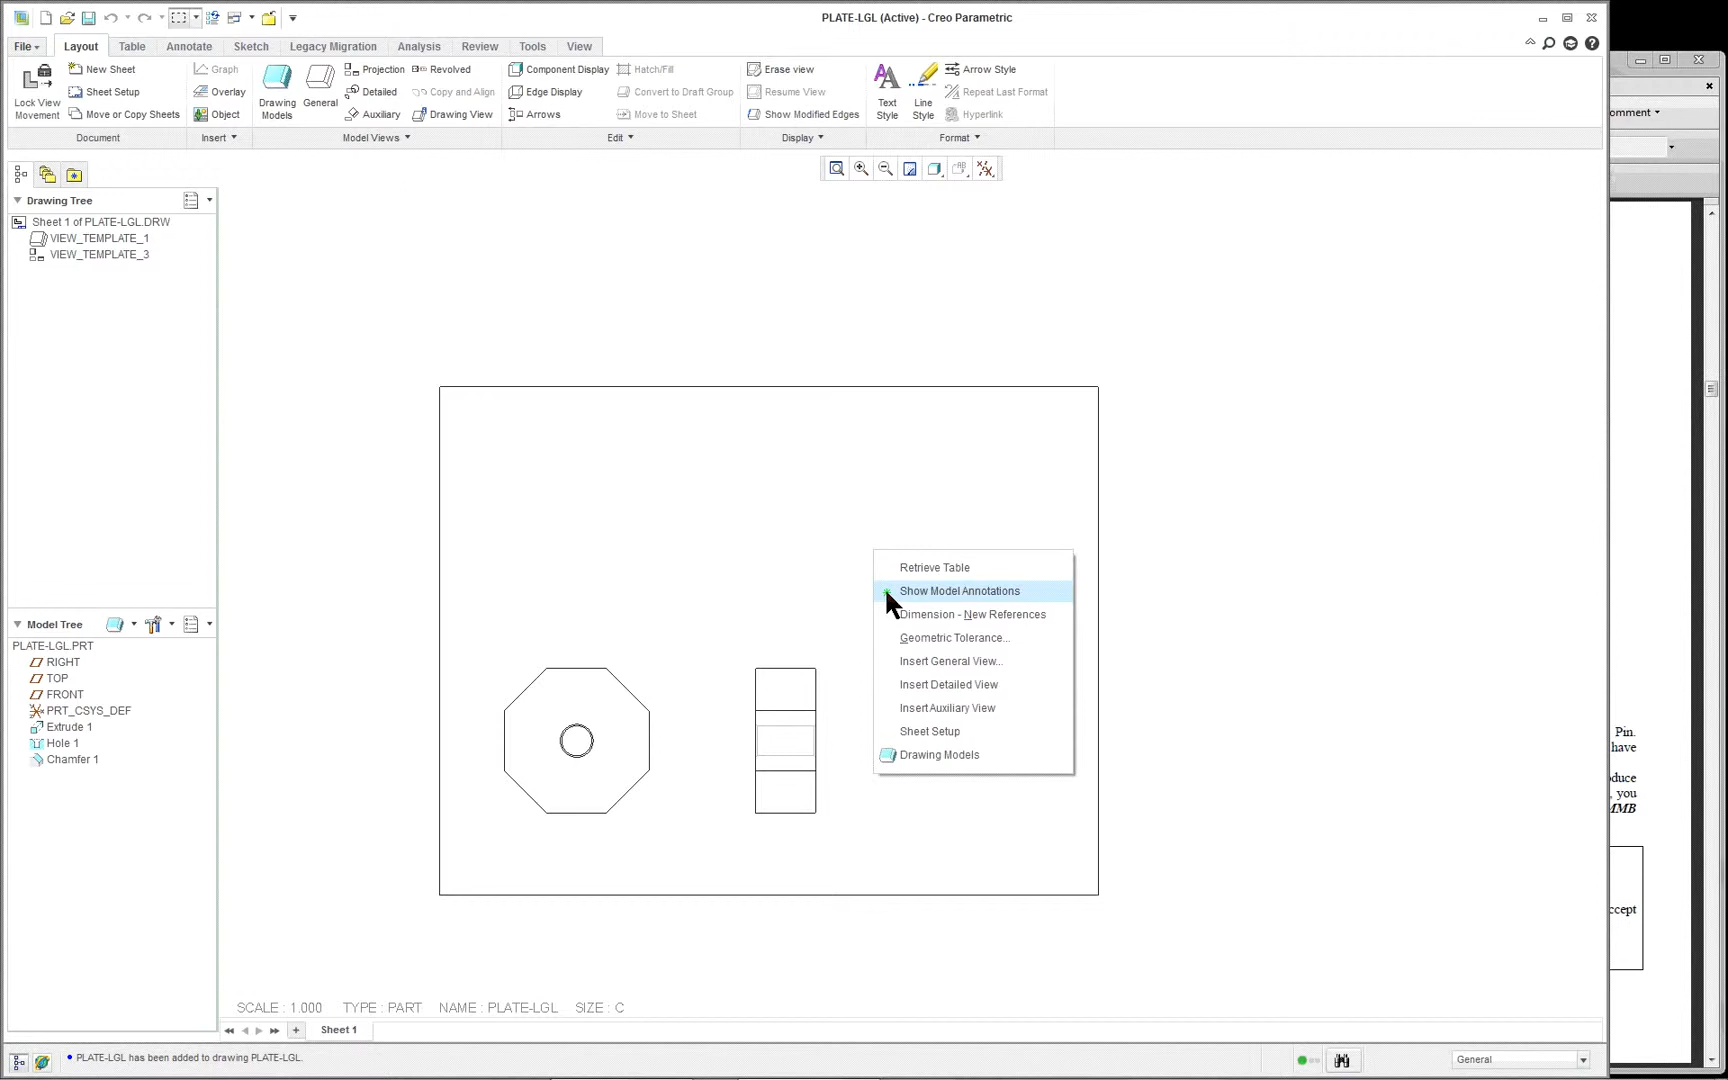 PLATE-LGL (Active) - Creo Parametric
File
Layout
Table
Annotate
Sketch
Legacy Migration
Analysis
Review
Tools
View
Lock View
Movement
New Sheet
Sheet Setup
Move or Copy Sheets
Document
Graph
Overlay
Object
Insert
Drawing
Models
General
Projection
Detailed
Auxiliary
Revolved
Copy and Align
Drawing View
Model Views
Component Display
Edge Display
Arrows
Hatch/Fill
Convert to Draft Group
Move to Sheet
Edit
Erase view
Resume View
Show Modified Edges
Display
Text
Style
Line
Style
Arrow Style
Repeat Last Format
Hyperlink
Format
omment
Drawing Tree
Sheet 1 of PLATE-LGL.DRW
VIEW_TEMPLATE_1
VIEW_TEMPLATE_3
Model Tree
PLATE-LGL.PRT
RIGHT
TOP
FRONT
PRT_CSYS_DEF
Extrude 1
Hole 1
Chamfer 1
Retrieve Table
Show Model Annotations
Dimension - New References
Geometric Tolerance...
Insert General View...
Insert Detailed View
Insert Auxiliary View
Sheet Setup
Drawing Models
Pin.
have
duce
, you
MMB
ccept
SCALE : 1.000 TYPE : PART NAME : PLATE-LGL SIZE : C
Sheet 1
PLATE-LGL has been added to drawing PLATE-LGL.
General